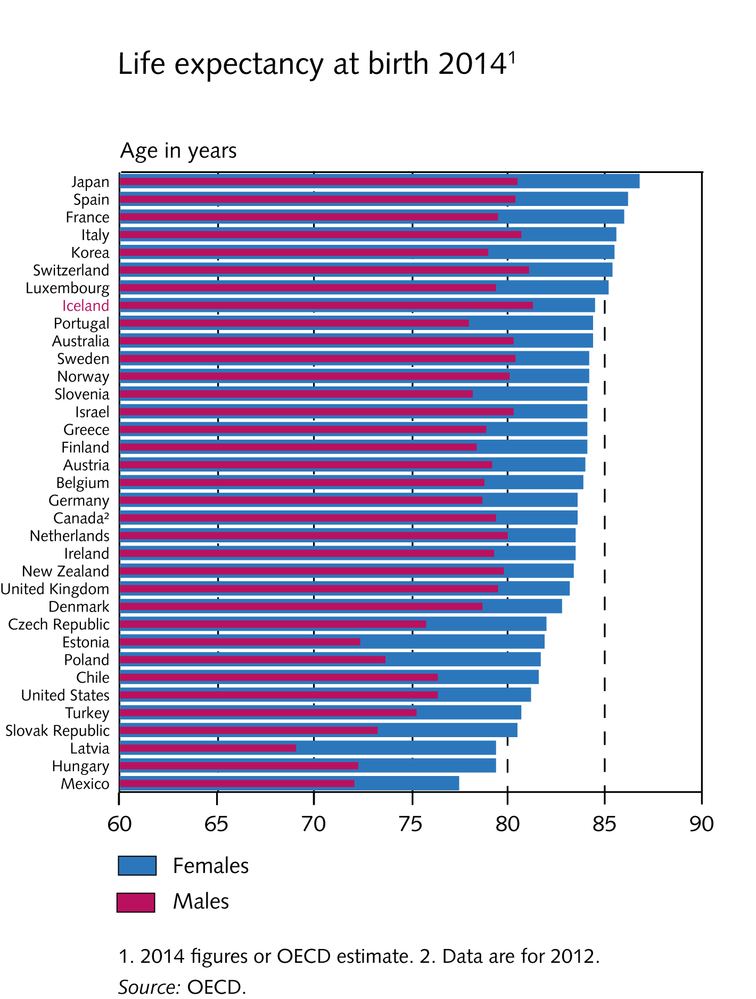 Life expectancy at birth 2014¹
Age in years
Japan
Spain
France
Italy
Korea
Switzerland
Luxembourg
Iceland
Portugal
Australia
Sweden
Norway
Slovenia
Israel
Greece
Finland
Austria
Belgium
Germany
Canada²
Netherlands
Ireland
New Zealand
United Kingdom
Denmark
Czech Republic
Estonia
Poland
Chile
United States
Turkey
Slovak Republic
Latvia
Hungary
Mexico
60 65 70 75 80 85 90
Females
Males
1. 2014 figures or OECD estimate. 2. Data are for 2012.
Source: OECD.